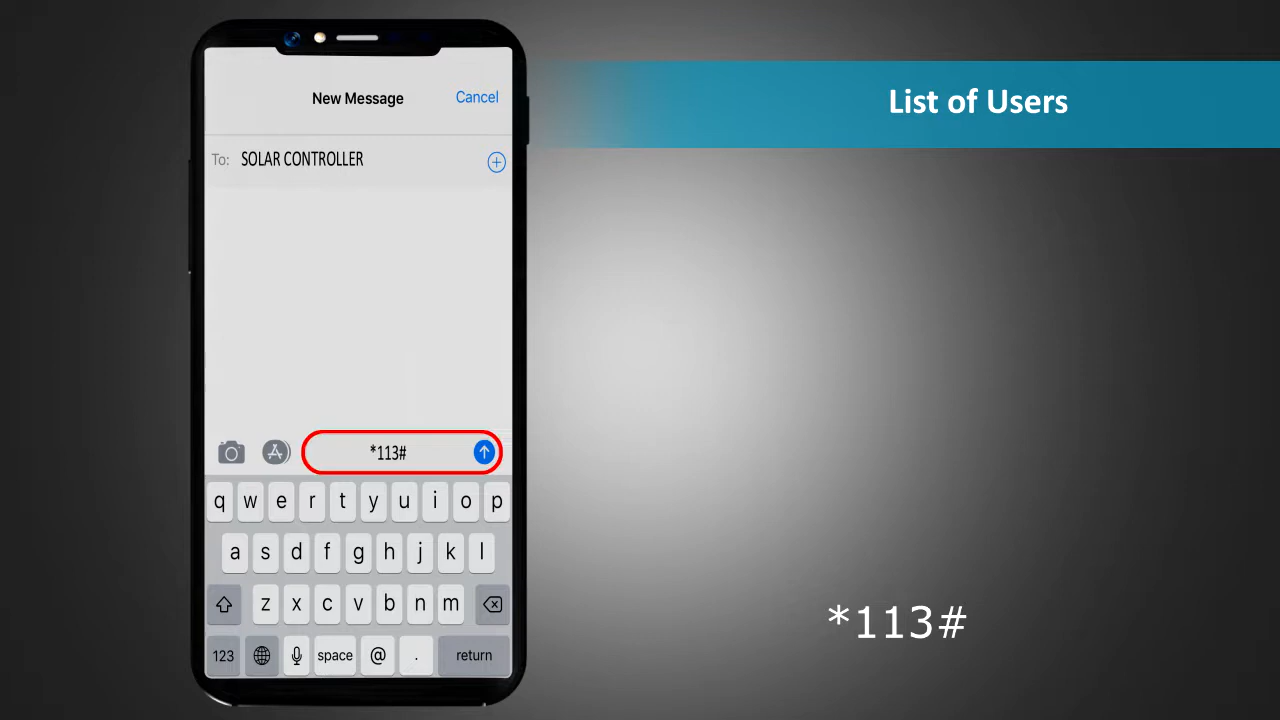 List of Users
New Message
Cancel
To: SOLAR CONTROLLER
*113#
q w e r t y u i o p
a s d f g h j k l
z x c v b n m
123 space @ . return
*113#